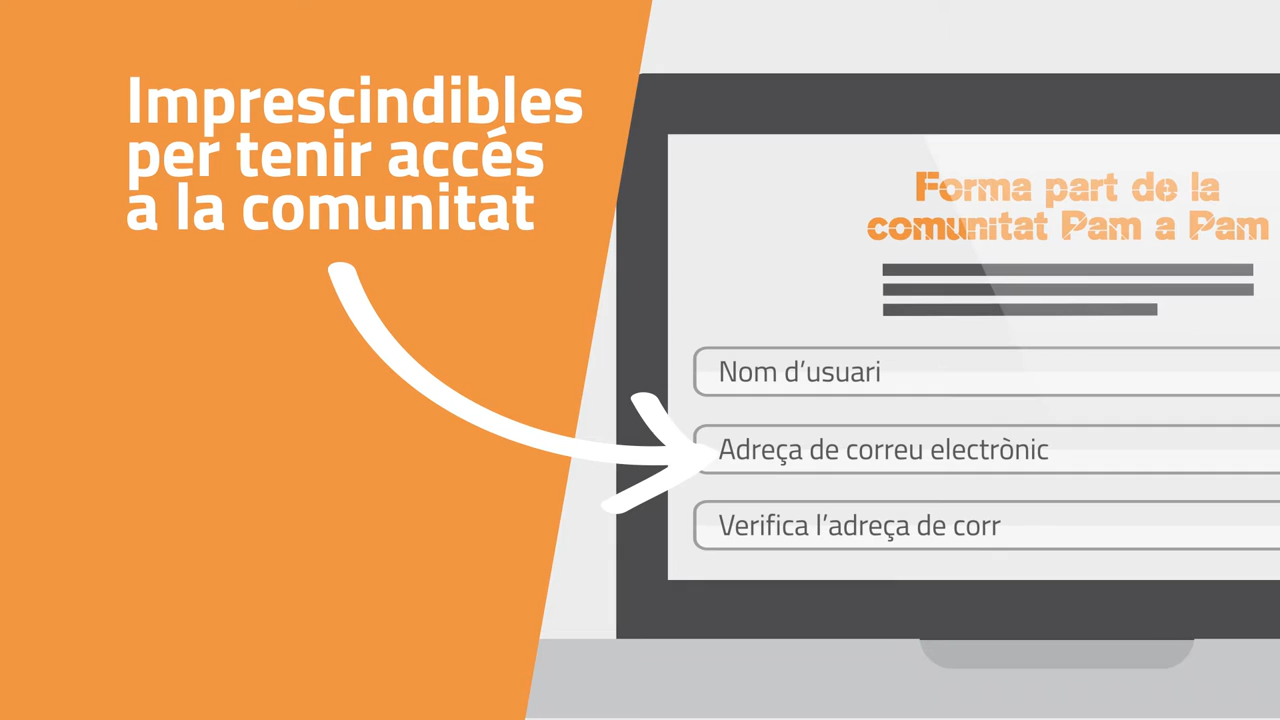 Imprescindibles
per tenir accés
a la comunitat
Forma part de la
comunitat Pam a Pam
Nom d’usuari
Adreça de correu electrònic
Verifica l’adreça de corr